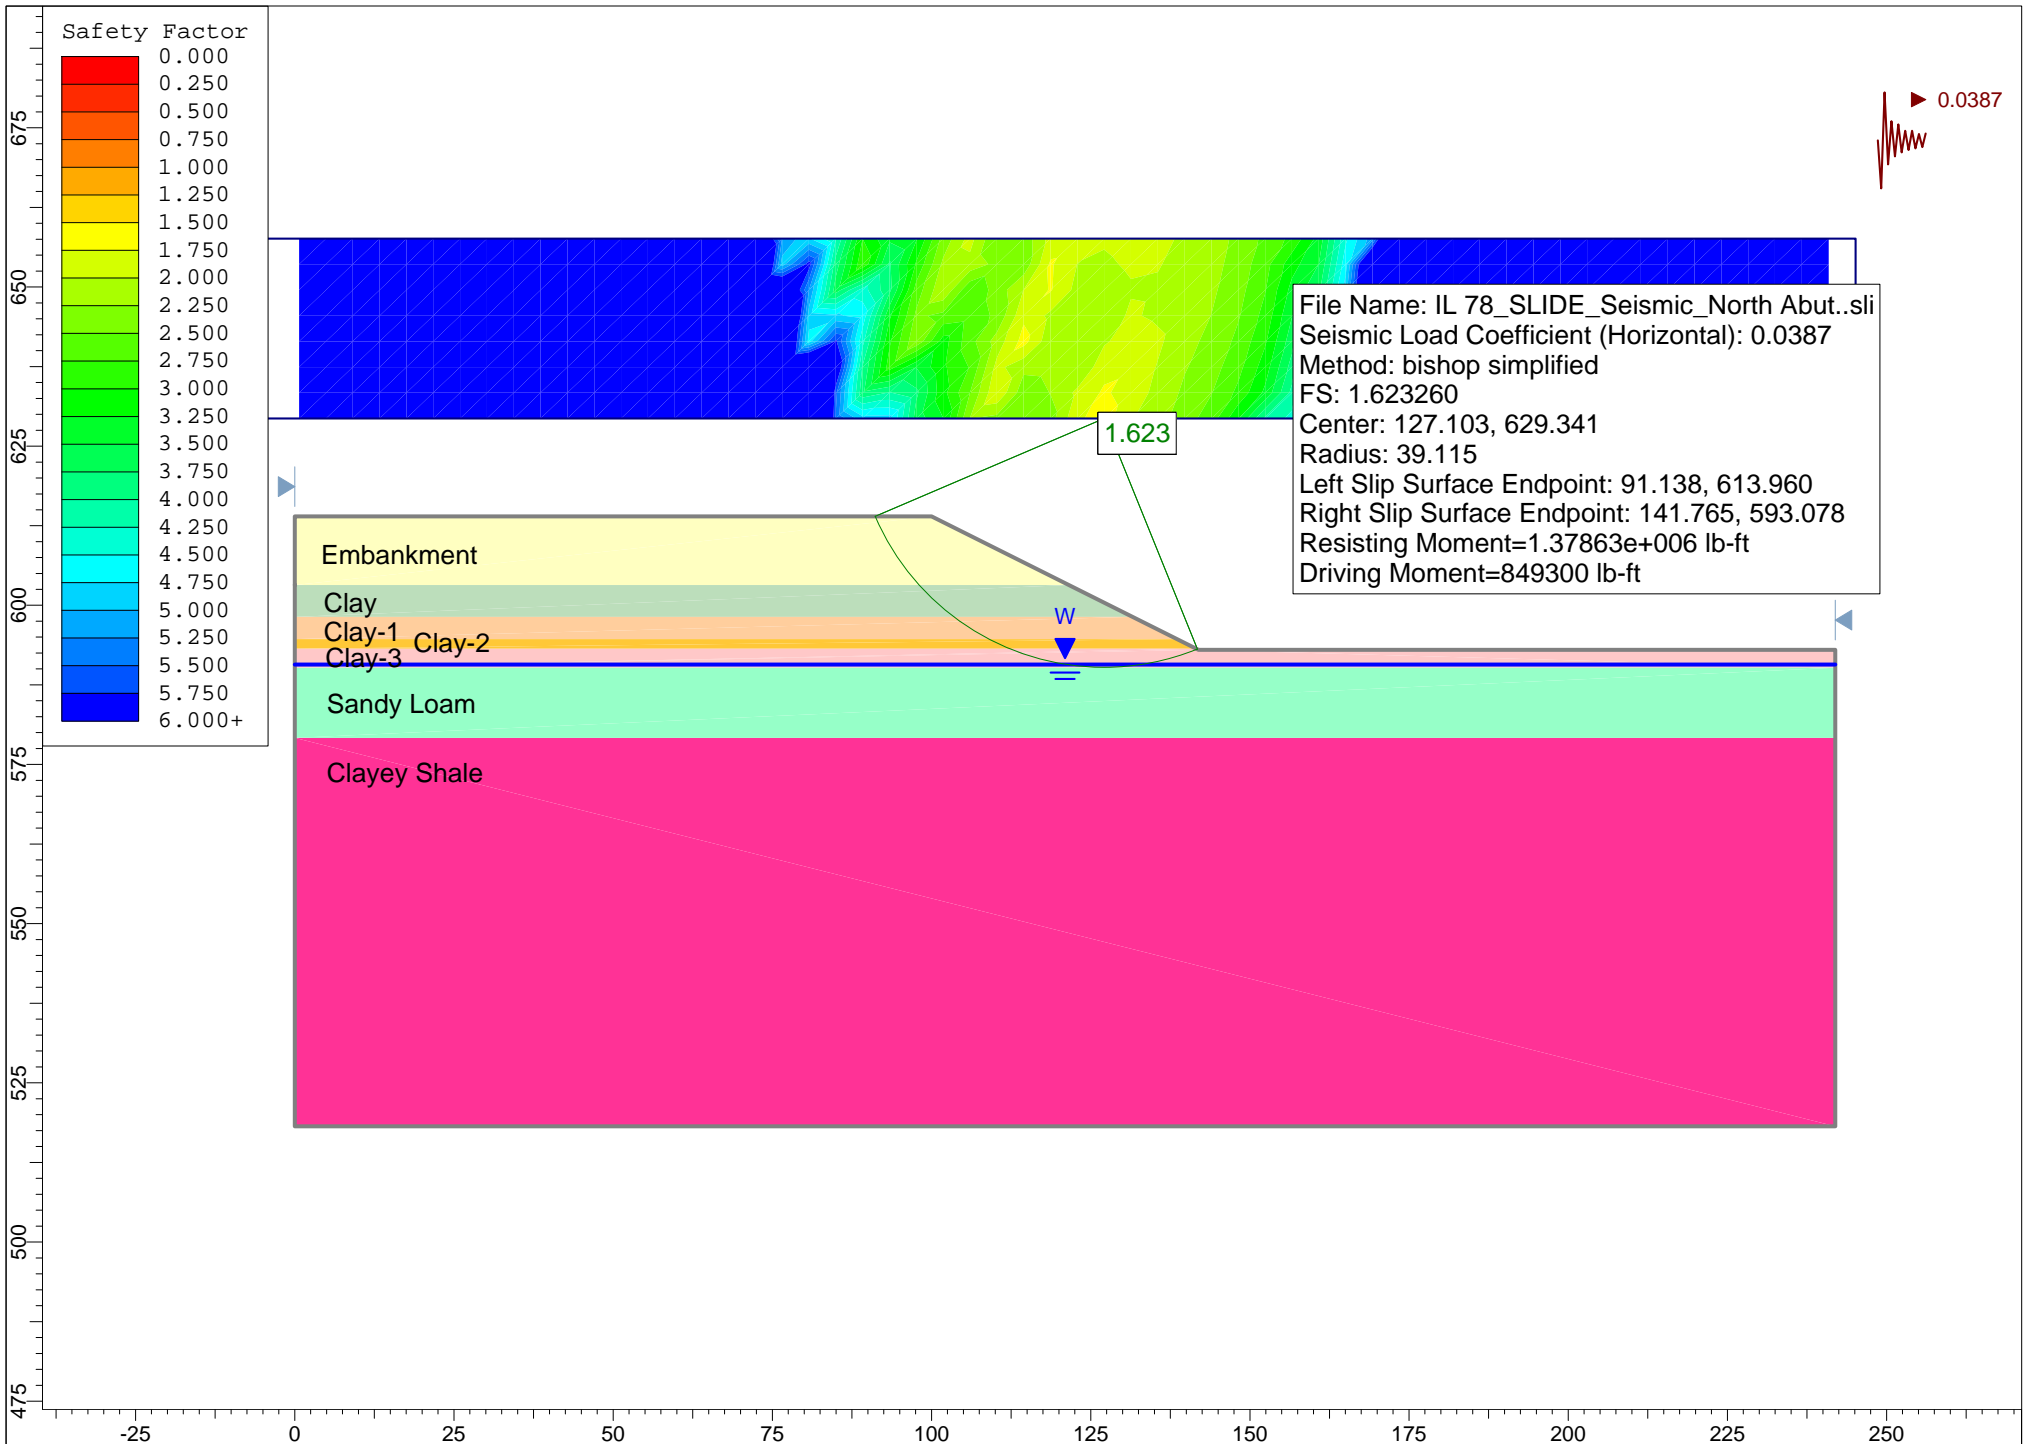 Safety Factor
0.000
0.250
0.500
0.750
1.000
1.250
1.500
1.750
2.000
2.250
2.500
2.750
3.000
3.250
3.500
3.750
4.000
4.250
4.500
4.750
5.000
5.250
5.500
5.750
6.000+
0.0387
File Name: IL 78_SLIDE_Seismic_North Abut..sli
Seismic Load Coefficient (Horizontal): 0.0387
Method: bishop simplified
FS: 1.623260
Center: 127.103, 629.341
Radius: 39.115
Left Slip Surface Endpoint: 91.138, 613.960
Right Slip Surface Endpoint: 141.765, 593.078
Resisting Moment=1.37863e+006 lb-ft
Driving Moment=849300 lb-ft
1.623
Embankment
Clay
Clay-1
Clay-2
Clay-3
W
Sandy Loam
Clayey Shale
675
650
625
600
575
550
525
500
475
-25 0 25 50 75 100 125 150 175 200 225 250